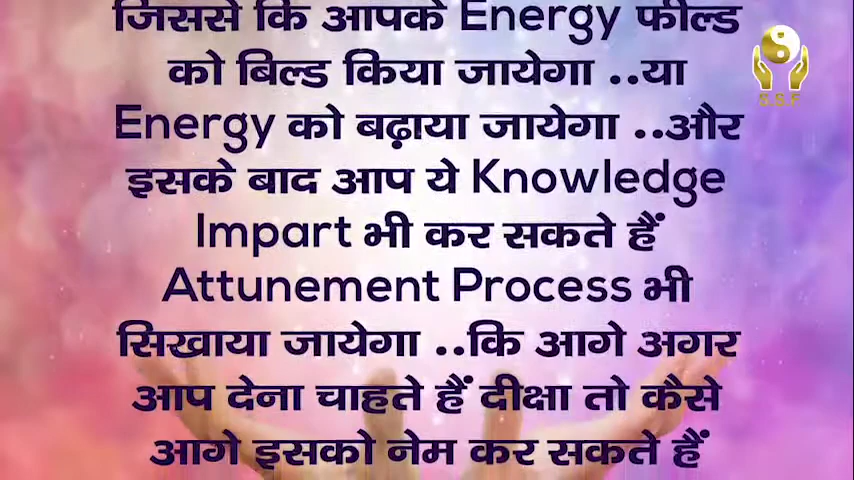 जिससे कि आपके Energy फील्ड
को बिल्ड किया जायेगा ..या
Energy को बढ़ाया जायेगा ..और
इसके बाद आप ये Knowledge
Impart भी कर सकते हैं
Attunement Process भी
सिखाया जायेगा ..कि आगे अगर
आप देना चाहते हैं दीक्षा तो कैसे
आगे इसको नेम कर सकते हैं
S.S.F